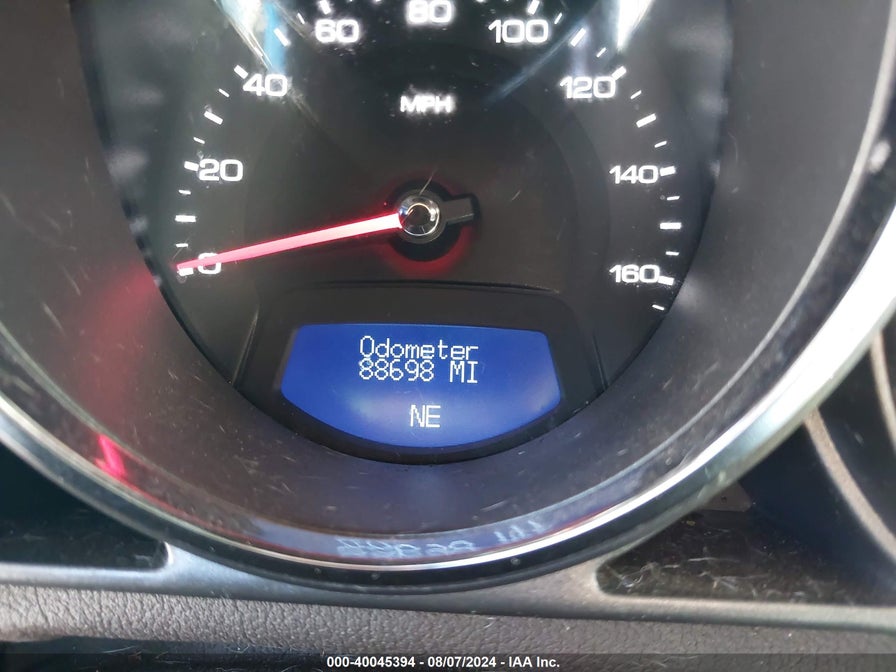 60 80 100
40 120
MPH
20 140
0 160
Odometer
88698 MI
NE
000-40045394 - 08/07/2024 - IAA Inc.